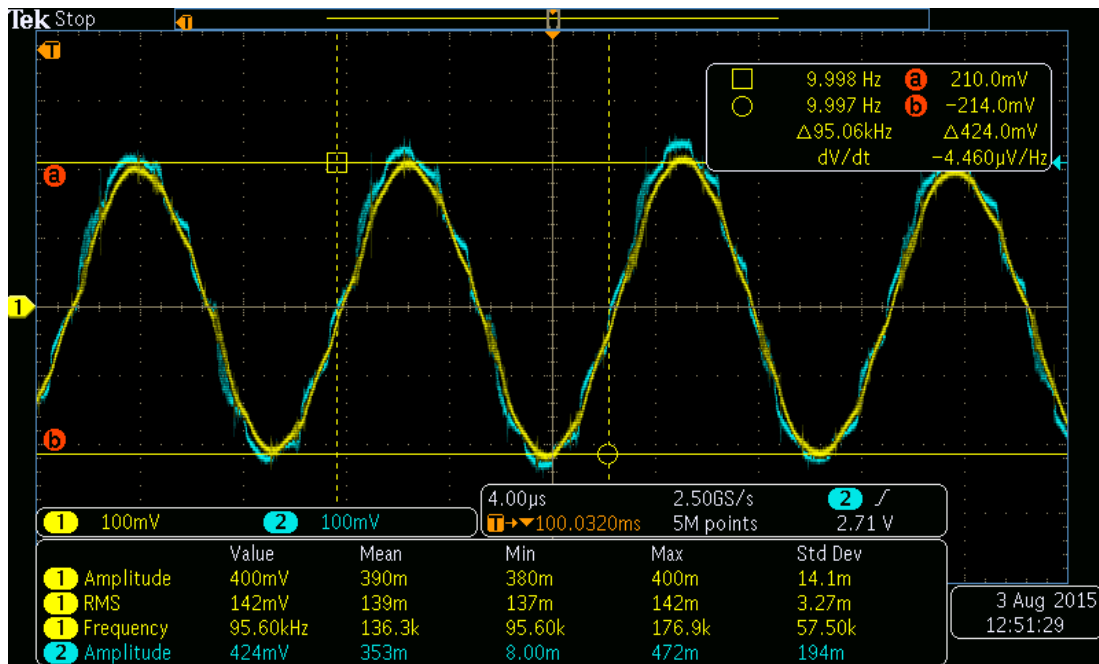 Tek Stop
T
T
9.998 Hz a 210.0mV
9.997 Hz b −214.0mV
△95.06kHz △424.0mV
dV/dt −4.460µV/Hz
a
1
b
1 100mV 2 100mV
4.00µs 2.50GS/s 2
T→▼100.0320ms 5M points 2.71 V
Value Mean Min Max Std Dev
1 Amplitude 400mV 390m 380m 400m 14.1m
1 RMS 142mV 139m 137m 142m 3.27m
1 Frequency 95.60kHz 136.3k 95.60k 176.9k 57.50k
2 Amplitude 424mV 353m 8.00m 472m 194m
3 Aug 2015
12:51:29